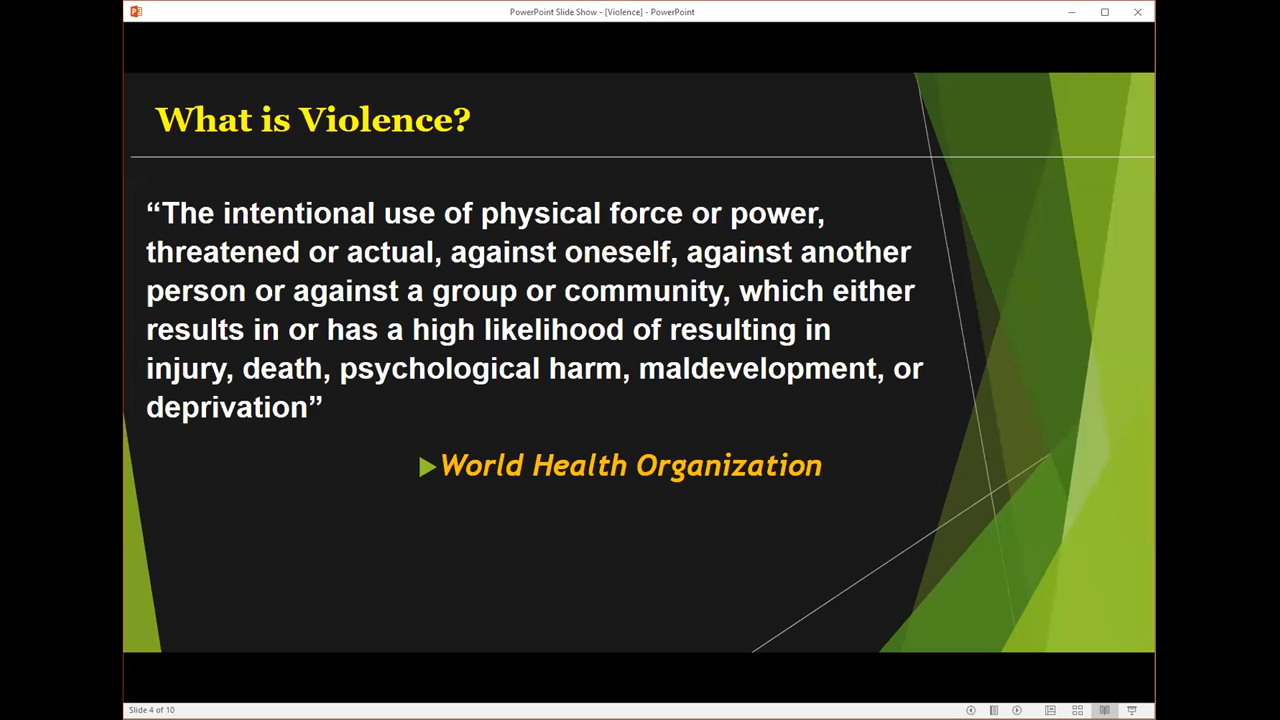 PowerPoint Slide Show - [Violence] - PowerPoint
What is Violence?
“The intentional use of physical force or power,
threatened or actual, against oneself, against another
person or against a group or community, which either
results in or has a high likelihood of resulting in
injury, death, psychological harm, maldevelopment, or
deprivation”
World Health Organization
Slide 4 of 10